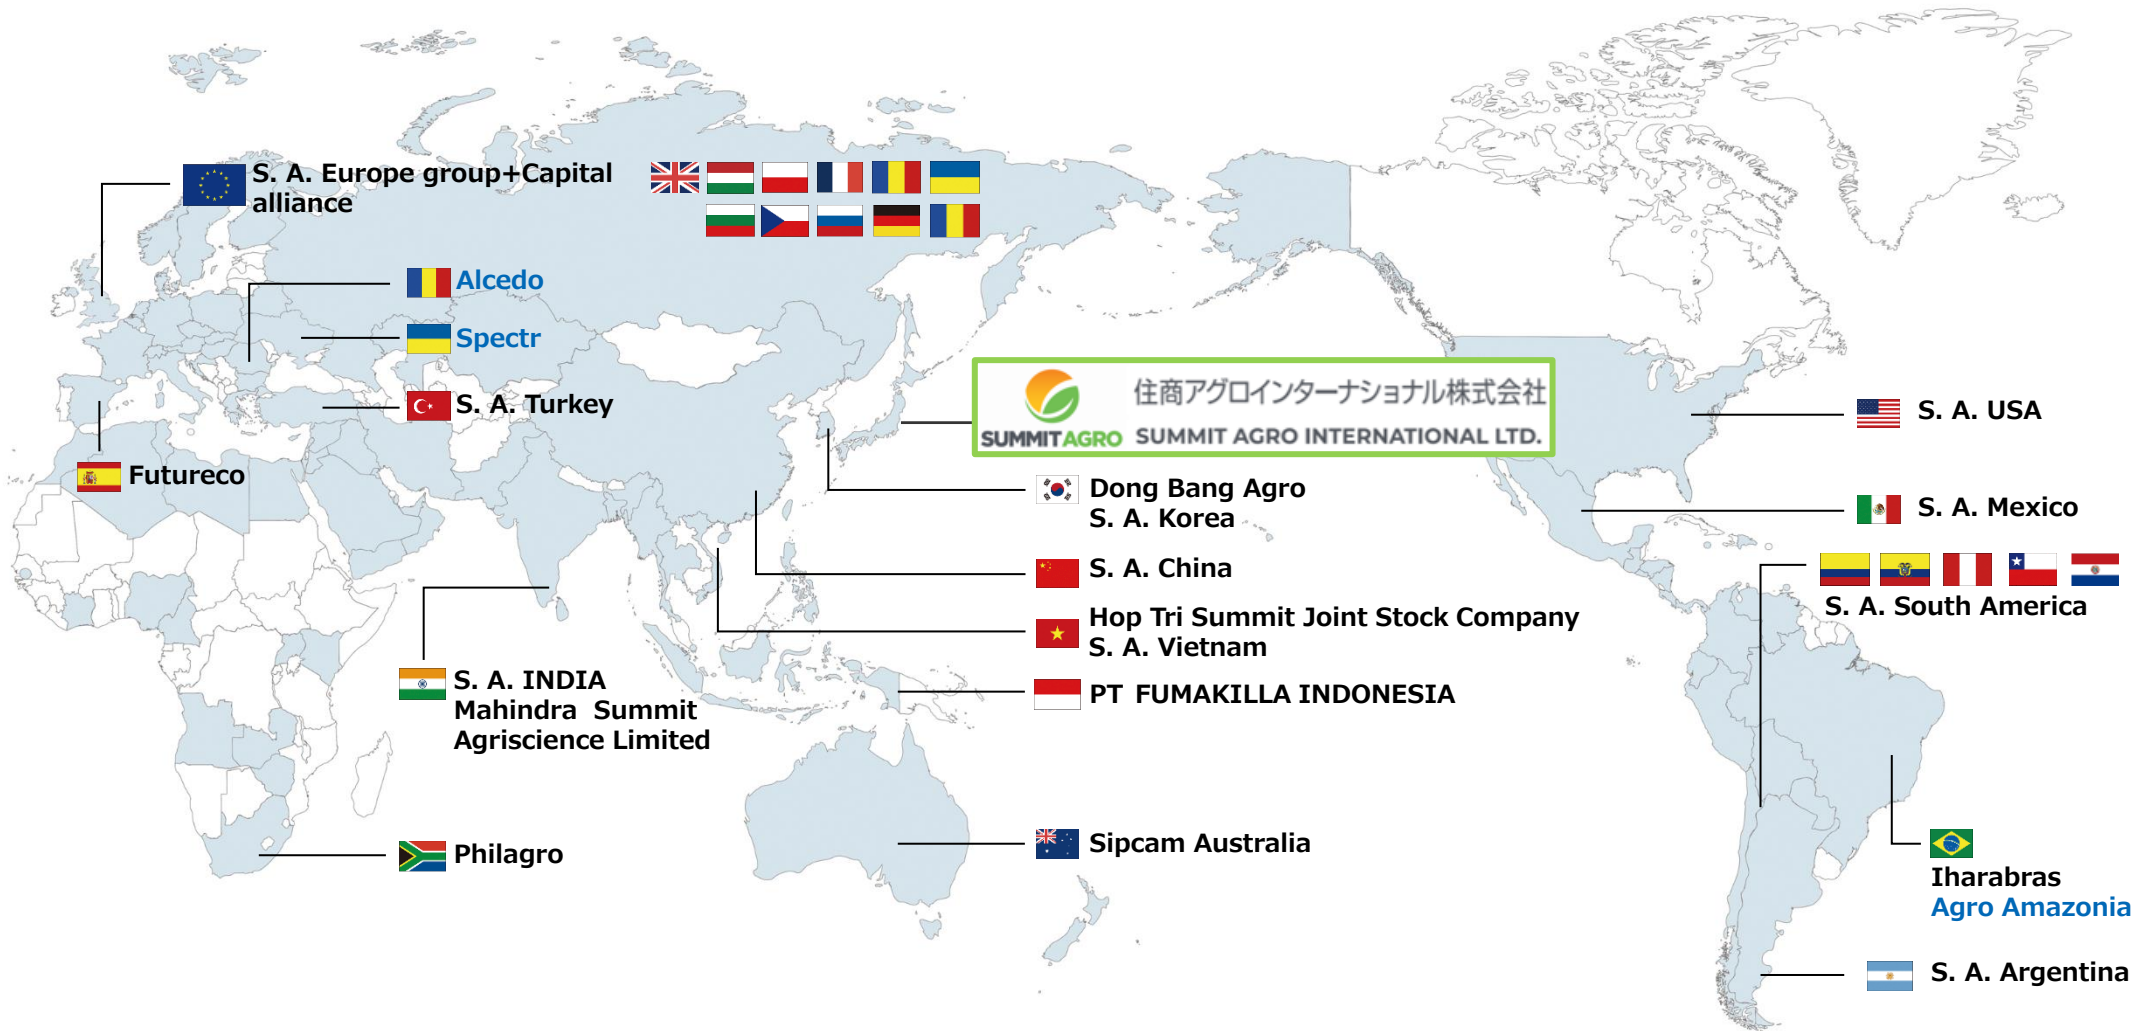 S. A. Europe group+Capital
alliance
Alcedo
Spectr
S. A. Turkey
Futureco
SUMMIT AGRO
住商アグロインターナショナル株式会社
SUMMIT AGRO INTERNATIONAL LTD.
S. A. USA
Dong Bang Agro
S. A. Korea
S. A. Mexico
S. A. China
S. A. South America
Hop Tri Summit Joint Stock Company
S. A. Vietnam
S. A. INDIA
Mahindra Summit
Agriscience Limited
PT FUMAKILLA INDONESIA
Philagro
Sipcam Australia
Iharabras
Agro Amazonia
S. A. Argentina